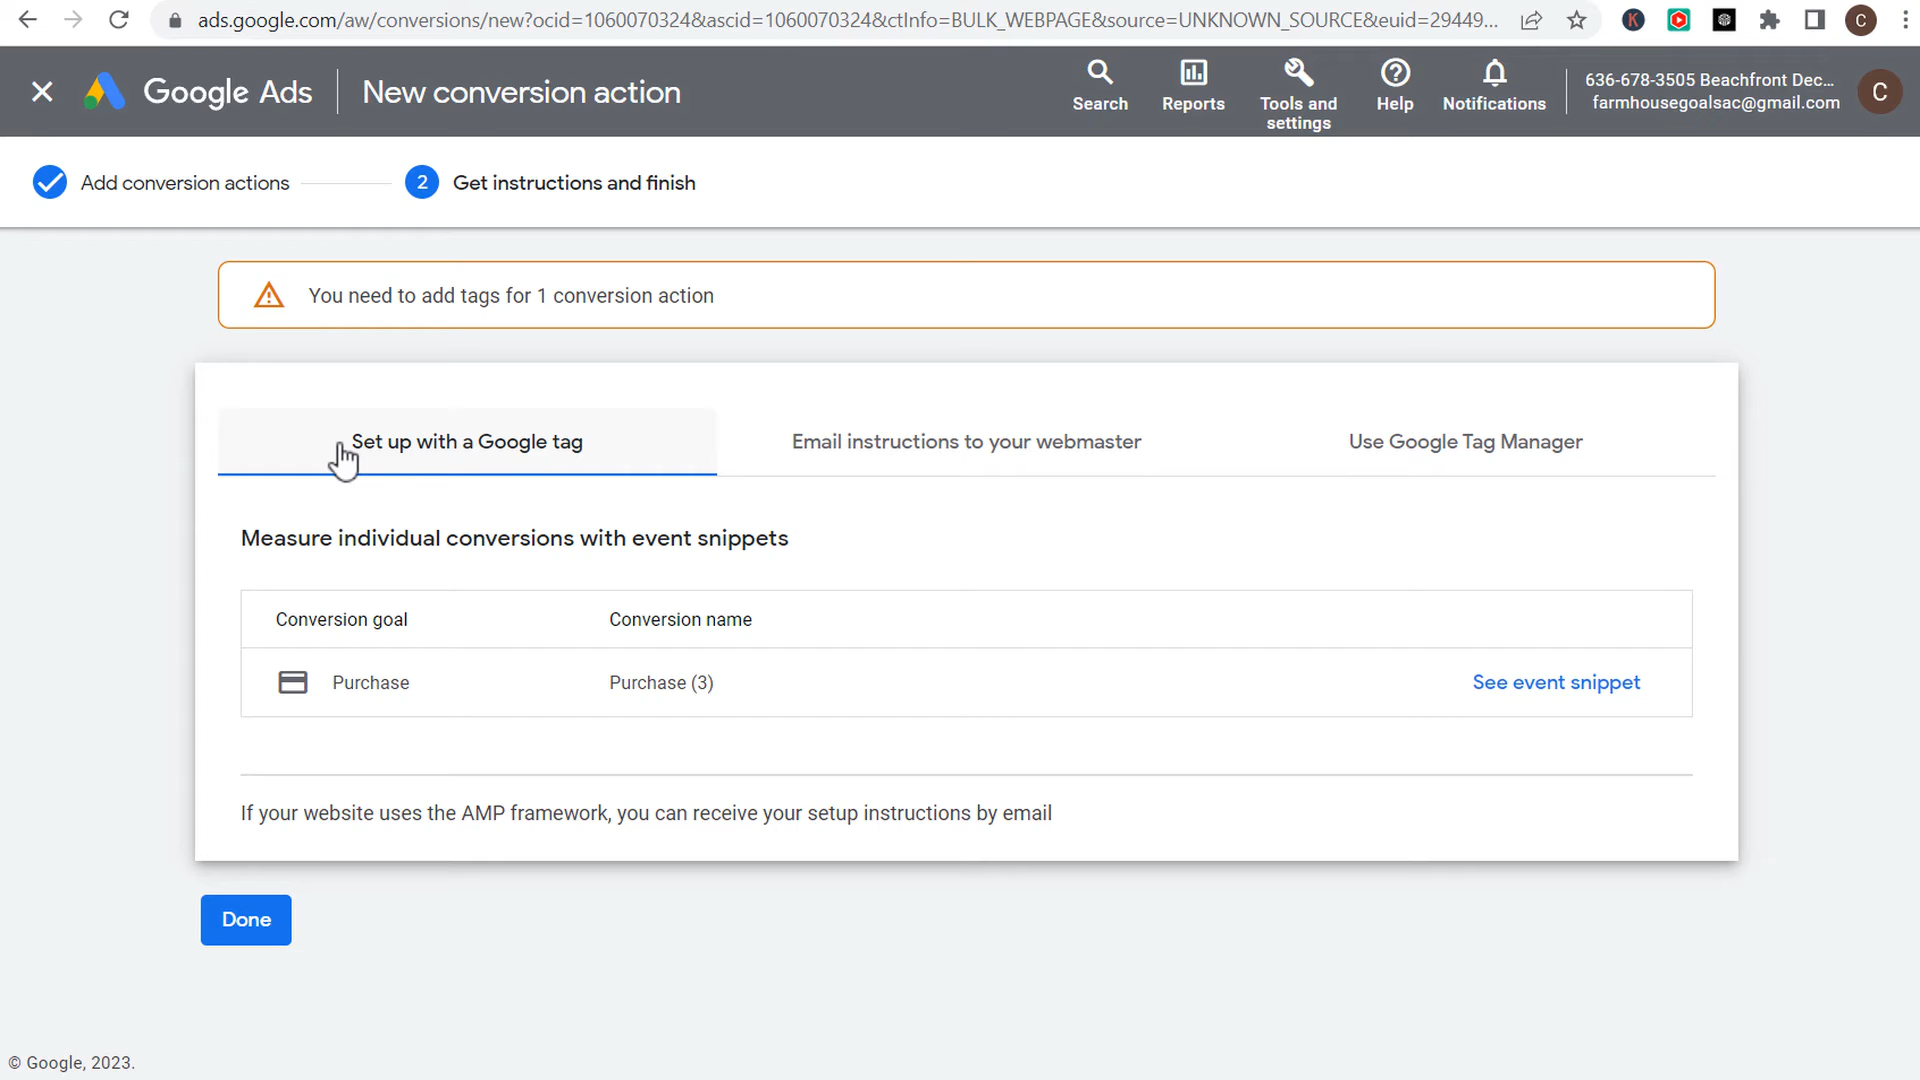 ads.google.com/aw/conversions/new?ocid=1060070324&ascid=1060070324&ctInfo=BULK_WEBPAGE&source=UNKNOWN_SOURCE&euid=29449...
K
C
Google Ads
New conversion action
Search
Reports
Tools and
settings
Help
Notifications
636-678-3505 Beachfront Dec...
farmhousegoalsac@gmail.com
C
Add conversion actions
2
Get instructions and finish
You need to add tags for 1 conversion action
Set up with a Google tag
Email instructions to your webmaster
Use Google Tag Manager
Measure individual conversions with event snippets
Conversion goal
Conversion name
Purchase
Purchase (3)
See event snippet
If your website uses the AMP framework, you can receive your setup instructions by email
Done
© Google, 2023.